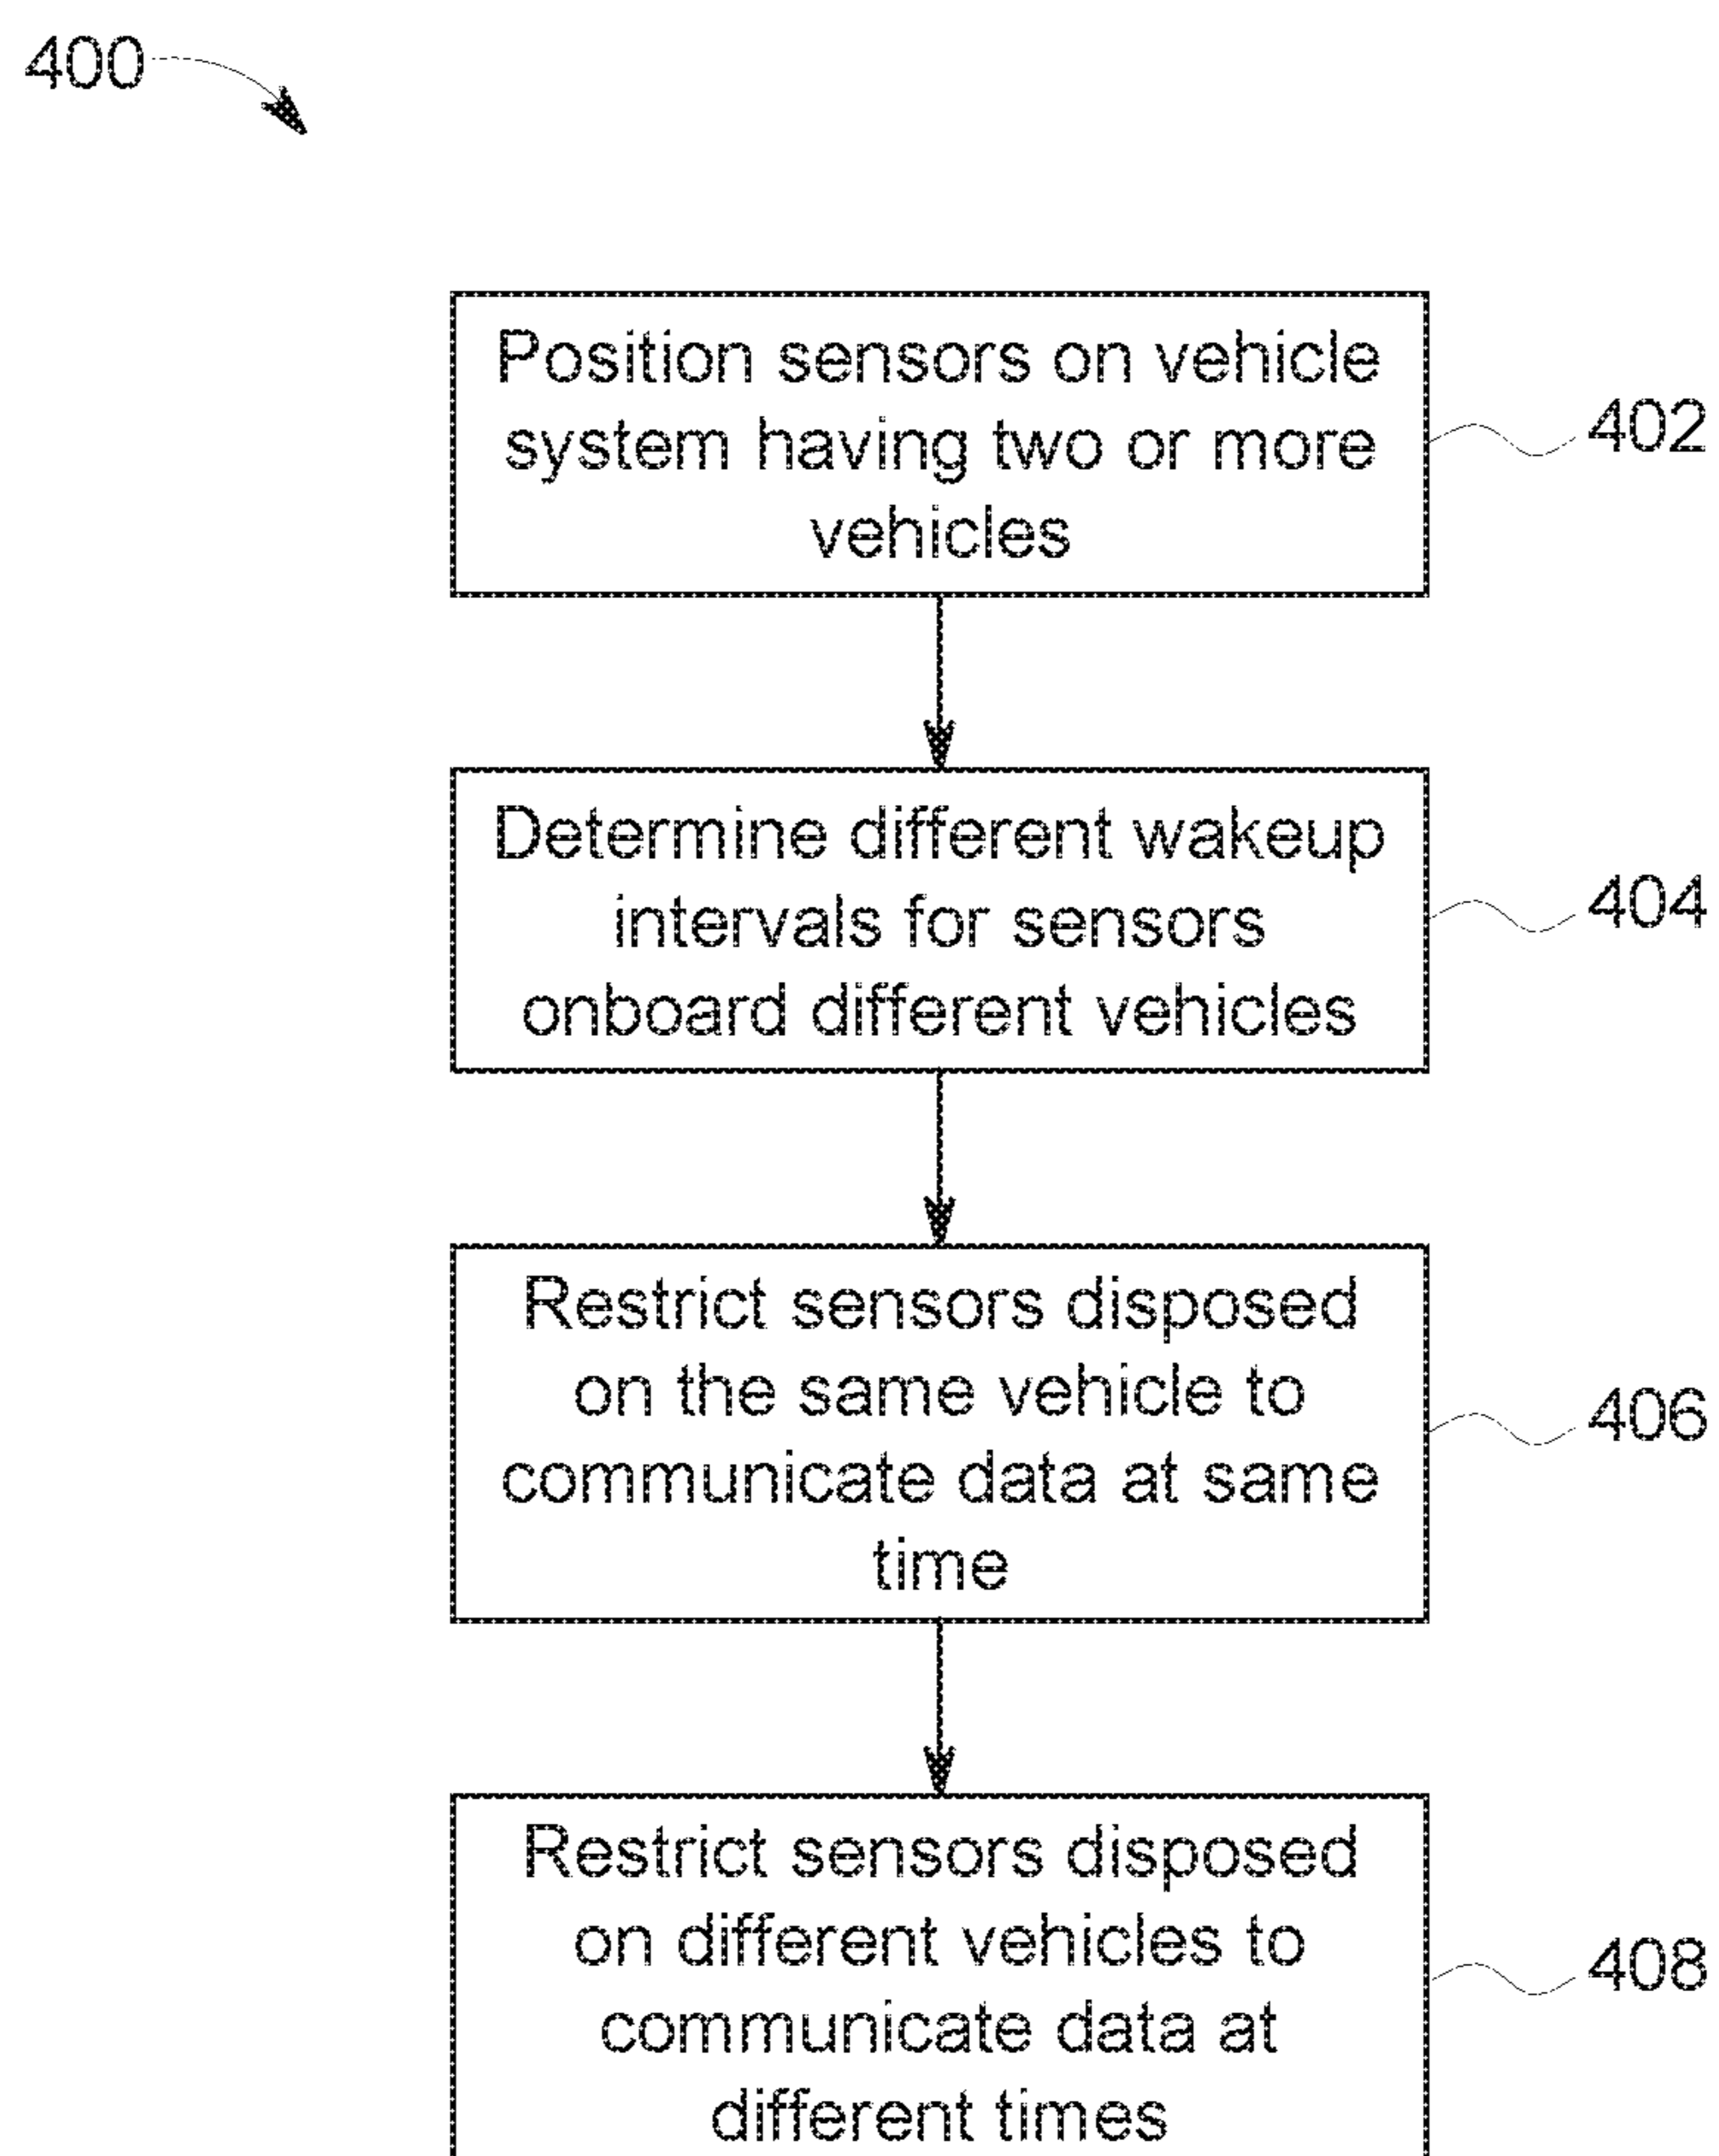 400
Position sensors on vehicle
system having two or more
vehicles
402
Determine different wakeup
intervals for sensors
onboard different vehicles
404
Restrict sensors disposed
on the same vehicle to
communicate data at same
time
406
Restrict sensors disposed
on different vehicles to
communicate data at
different times
408